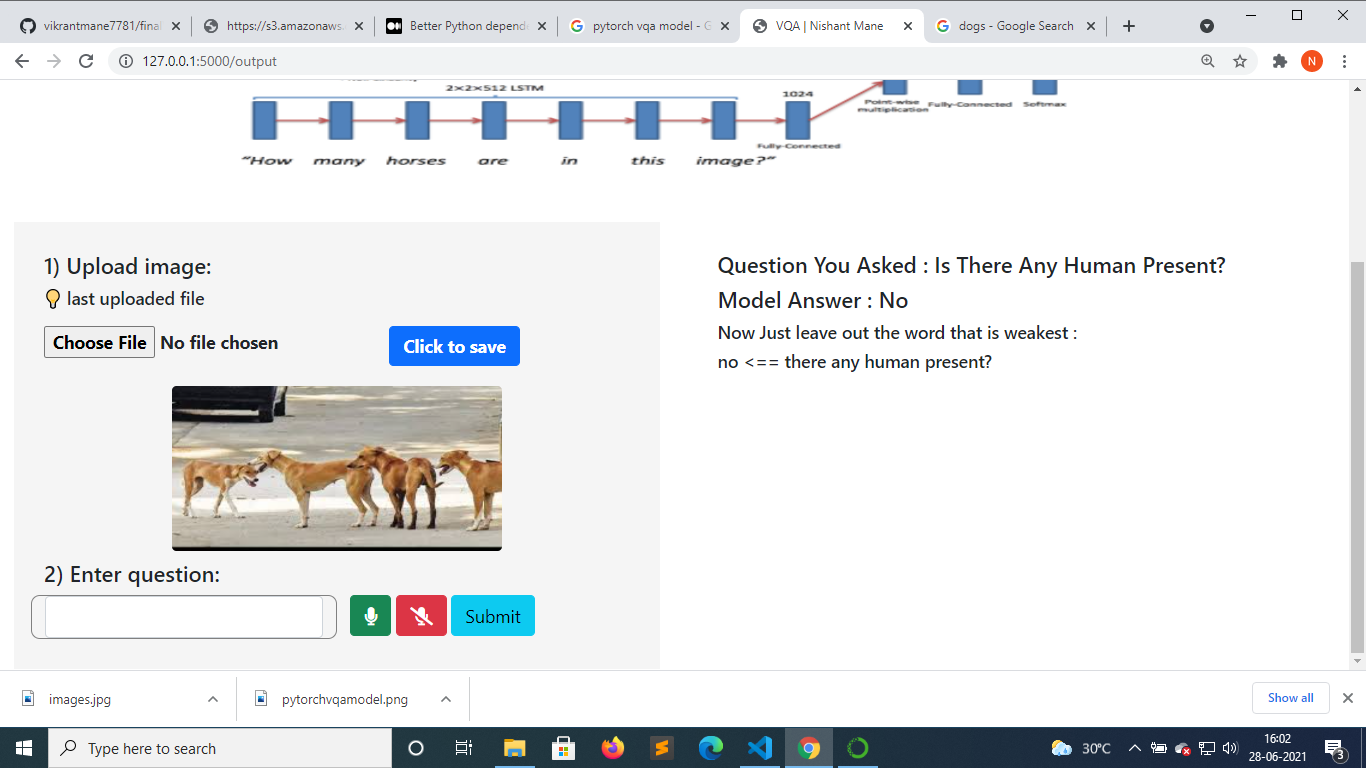 vikrantmane7781/final
https://s3.amazonaws.
Better Python depende
pytorch vqa model - G
VQA | Nishant Mane
dogs - Google Search
127.0.0.1:5000/output
N
2×2×512 LSTM
1024
Point-wise
multiplication
Fully-Connected
Softmax
Fully-Connected
"How many horses are in this image?"
1) Upload image:
last uploaded file
Choose File No file chosen
Click to save
2) Enter question:
Submit
Question You Asked : Is There Any Human Present?
Model Answer : No
Now Just leave out the word that is weakest :
no <== there any human present?
images.jpg
pytorchvqamodel.png
Show all
Type here to search
30°C
16:02
28-06-2021
3